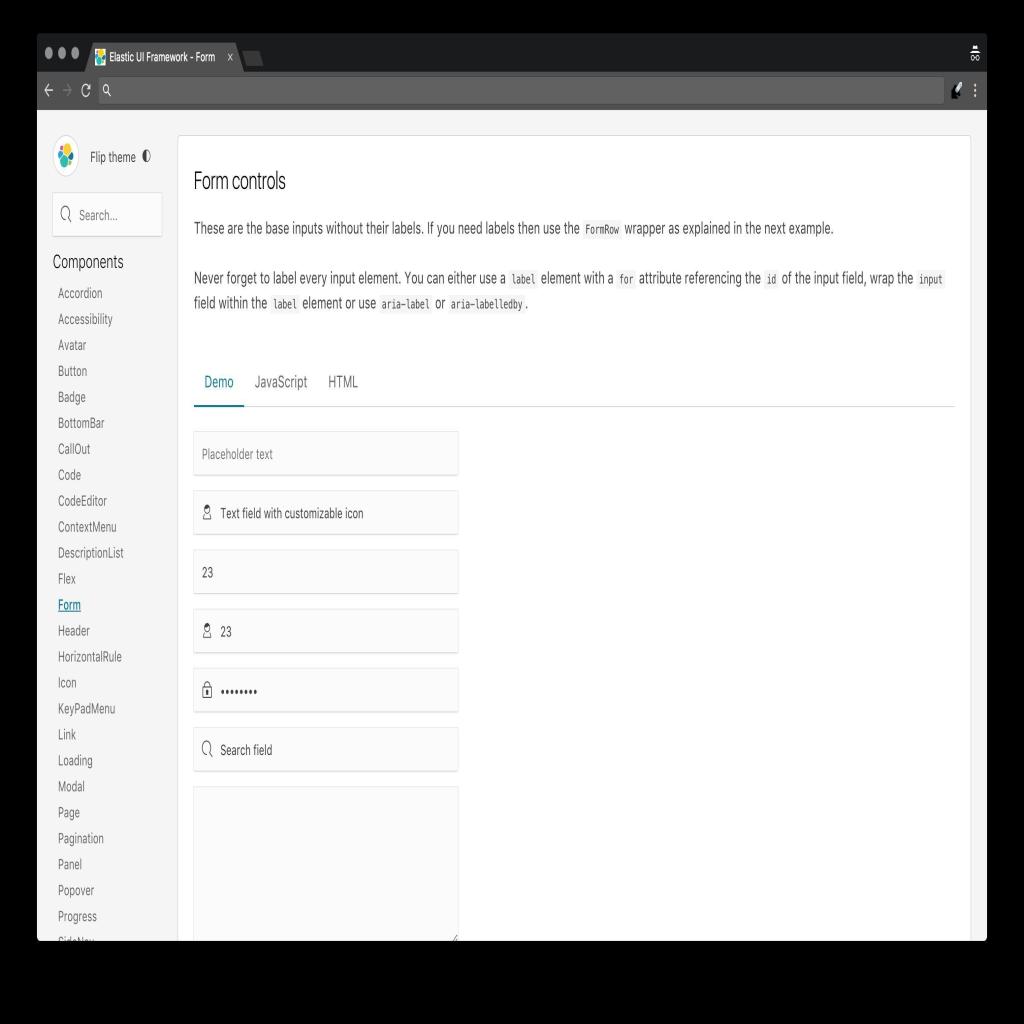 Elastic UI Framework - Form
Flip theme
Search...
Components
Accordion
Accessibility
Avatar
Button
Badge
BottomBar
CallOut
Code
CodeEditor
ContextMenu
DescriptionList
Flex
Form
Header
HorizontalRule
Icon
KeyPadMenu
Link
Loading
Modal
Page
Pagination
Panel
Popover
Progress
SideNav
Form controls
These are the base inputs without their labels. If you need labels then use the FormRow wrapper as explained in the next example.
Never forget to label every input element. You can either use a label element with a for attribute referencing the id of the input field, wrap the input
field within the label element or use aria-label or aria-labelledby.
Demo JavaScript HTML
Placeholder text
Text field with customizable icon
23
23
••••••••
Search field